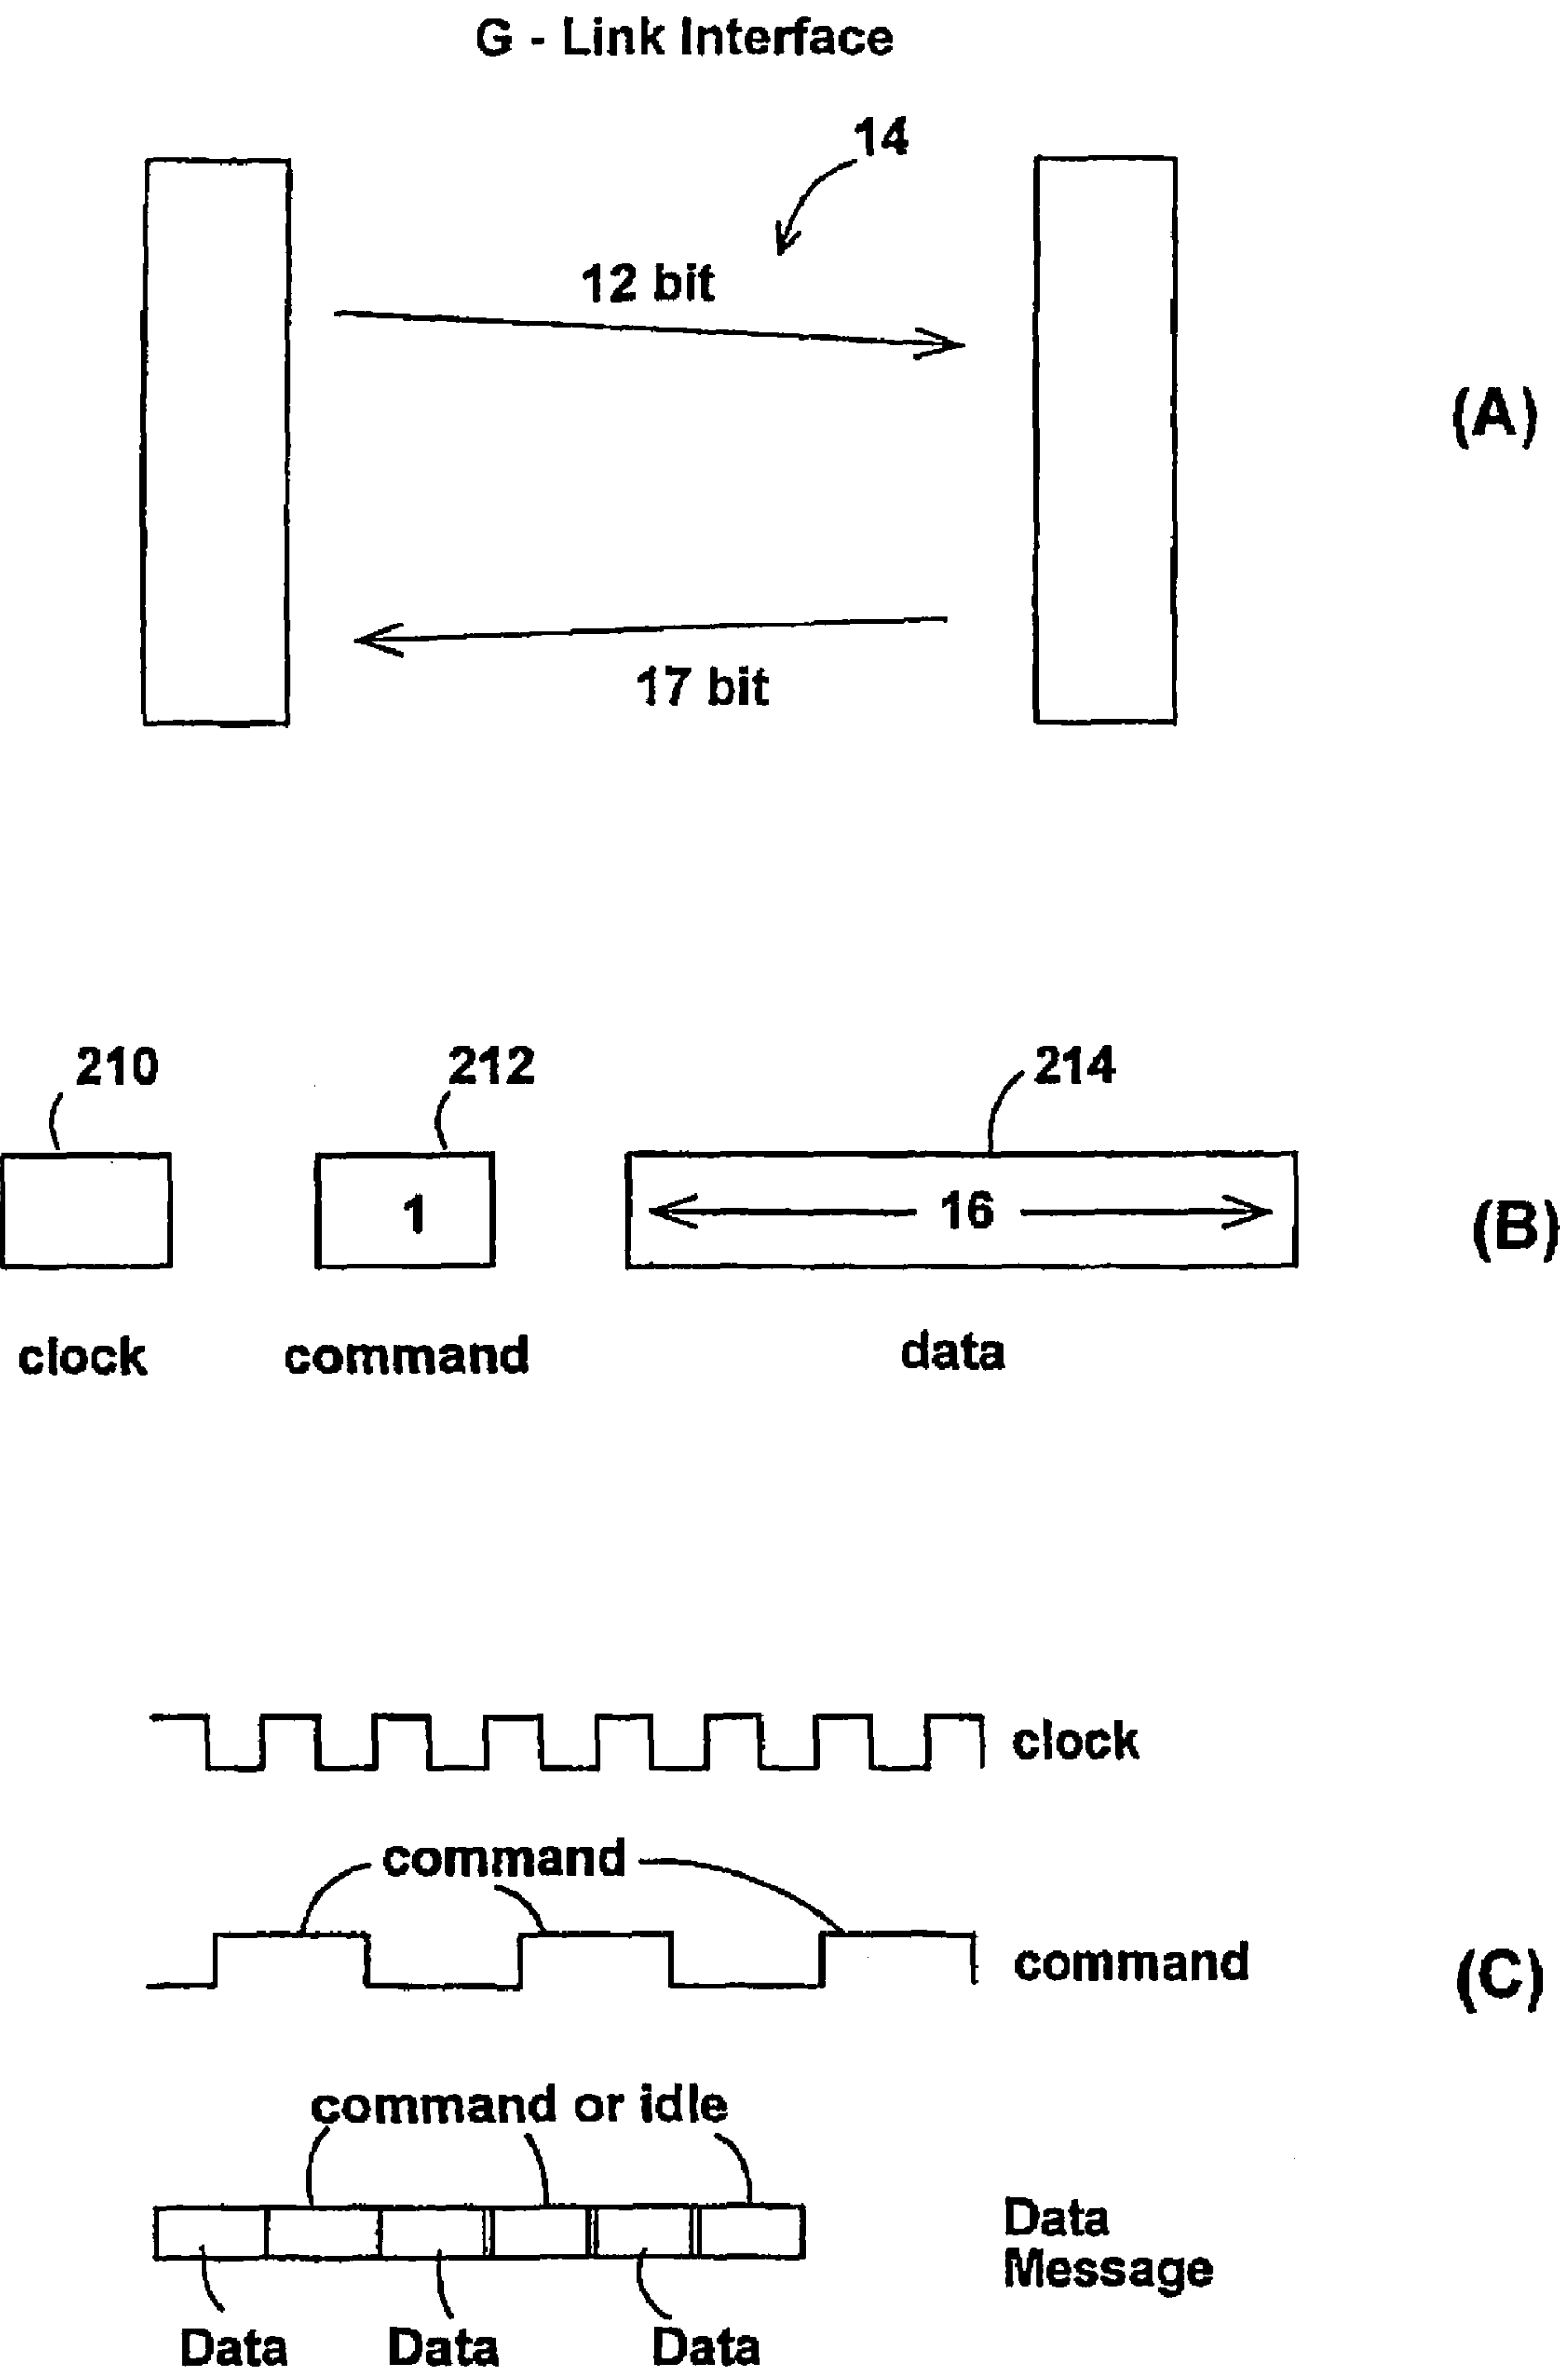 G - Link Interface
14
12 bit
(A)
17 bit
210
212
214
1
16
(B)
clock
command
data
clock
command
command
(C)
command or idle
Data
Message
Data
Data
Data